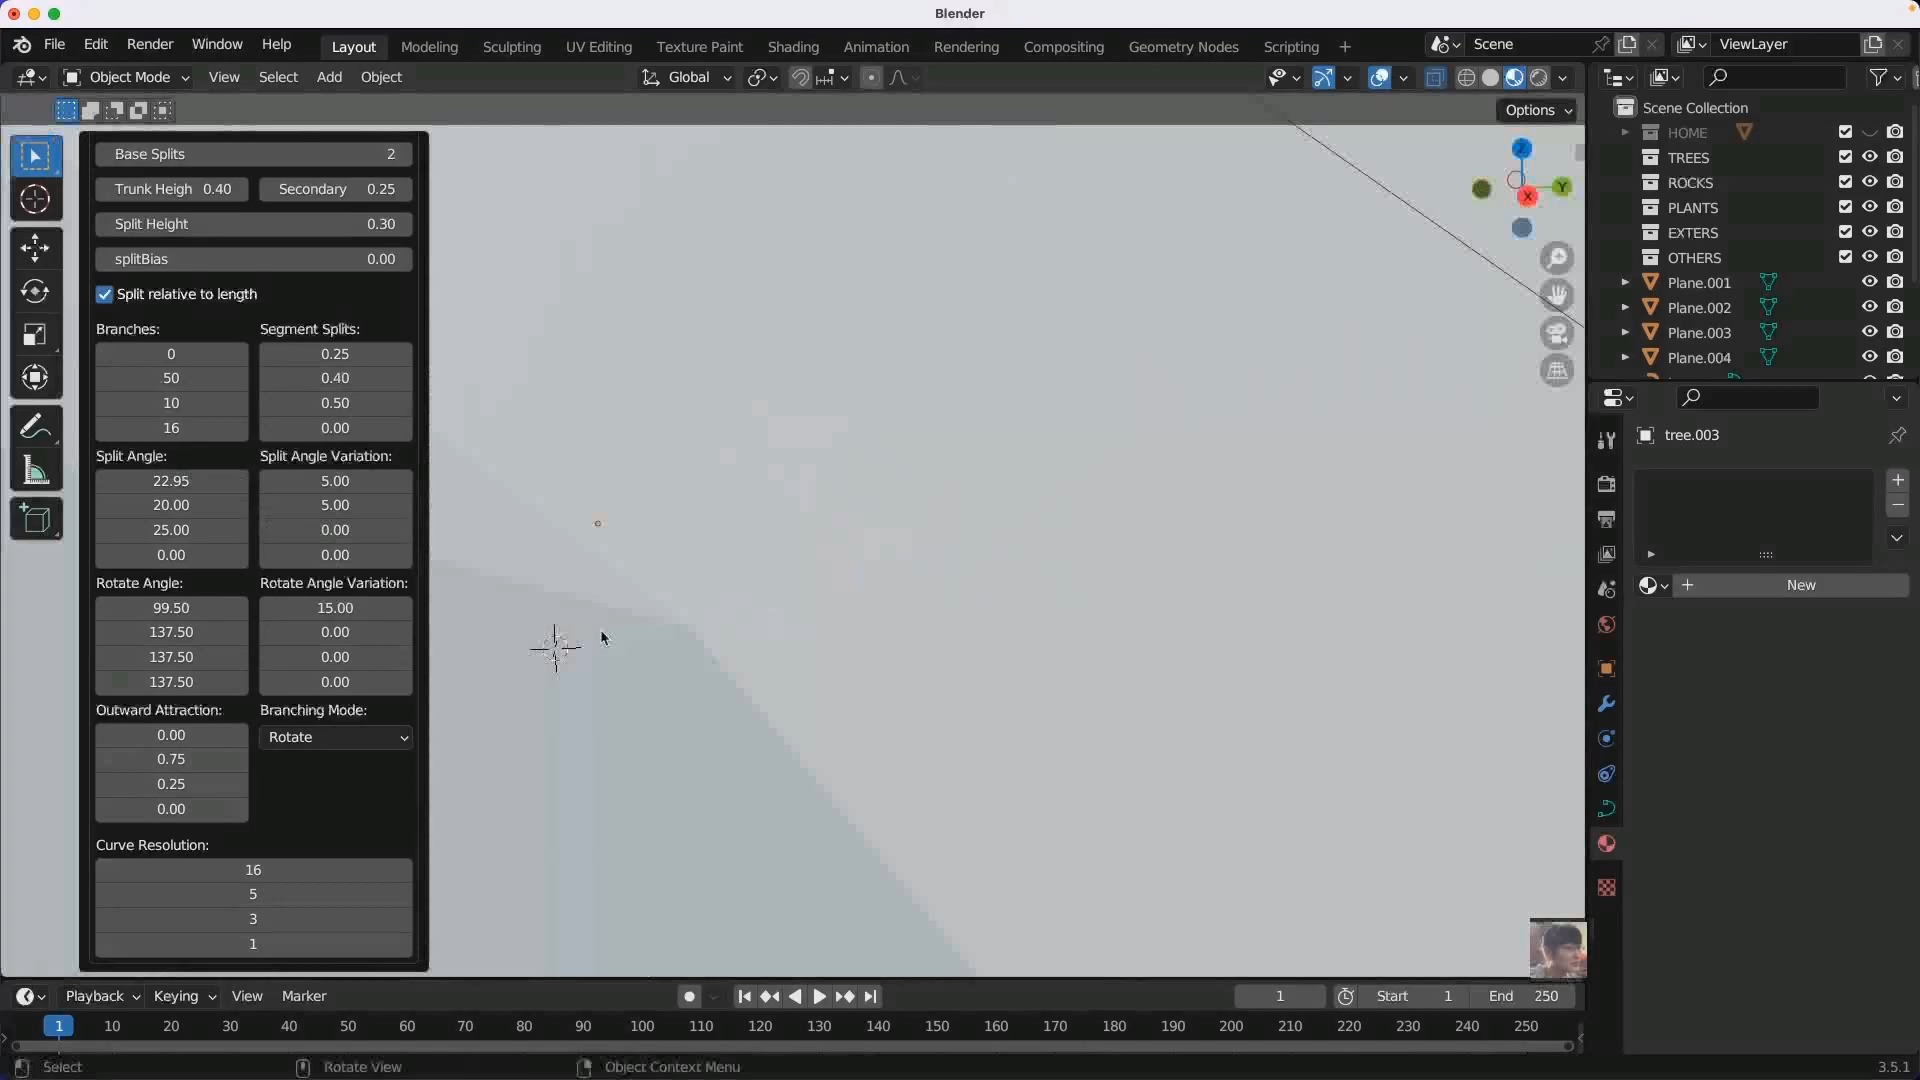 Blender
File Edit Render Window Help Layout Modeling Sculpting UV Editing Texture Paint Shading Animation Rendering Compositing Geometry Nodes Scripting Scene ViewLayer
Object Mode View Select Add Object Global
Options
Base Splits 2
Trunk Heigh 0.40 Secondary 0.25
Split Height 0.30
splitBias 0.00
Split relative to length
Branches: Segment Splits:
0 0.25
50 0.40
10 0.50
16 0.00
Split Angle: Split Angle Variation:
22.95 5.00
20.00 5.00
25.00 0.00
0.00 0.00
Rotate Angle: Rotate Angle Variation:
99.50 15.00
137.50 0.00
137.50 0.00
137.50 0.00
Outward Attraction: Branching Mode:
0.00 Rotate
0.75
0.25
0.00
Curve Resolution:
16
5
3
1
Z
Y
X
Scene Collection
HOME
TREES
ROCKS
PLANTS
EXTERS
OTHERS
Plane.001
Plane.002
Plane.003
Plane.004
tree.003
New
Playback Keying View Marker 1 Start 1 End 250
1 10 20 30 40 50 60 70 80 90 100 110 120 130 140 150 160 170 180 190 200 210 220 230 240 250
Select Rotate View Object Context Menu 3.5.1